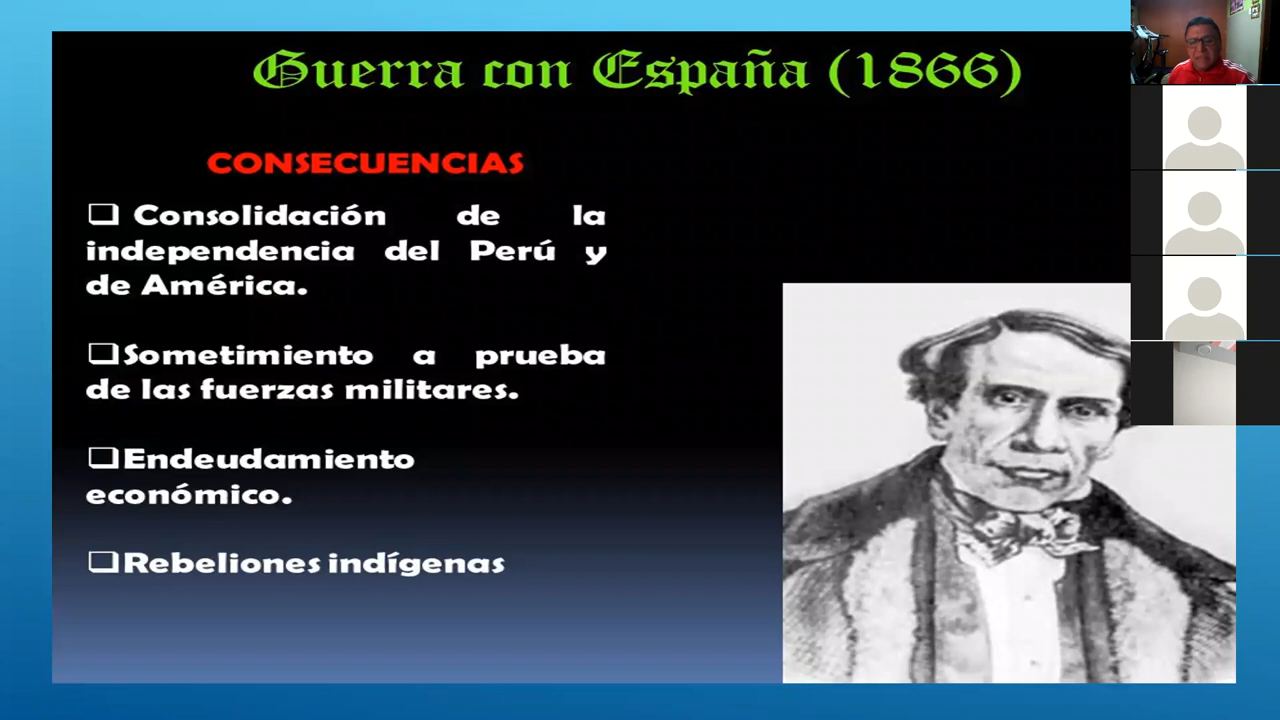 Guerra con España (1866)
CONSECUENCIAS
❑ Consolidación de la
independencia del Perú y
de América.
❑Sometimiento a prueba
de las fuerzas militares.
❑Endeudamiento
económico.
❑Rebeliones indígenas